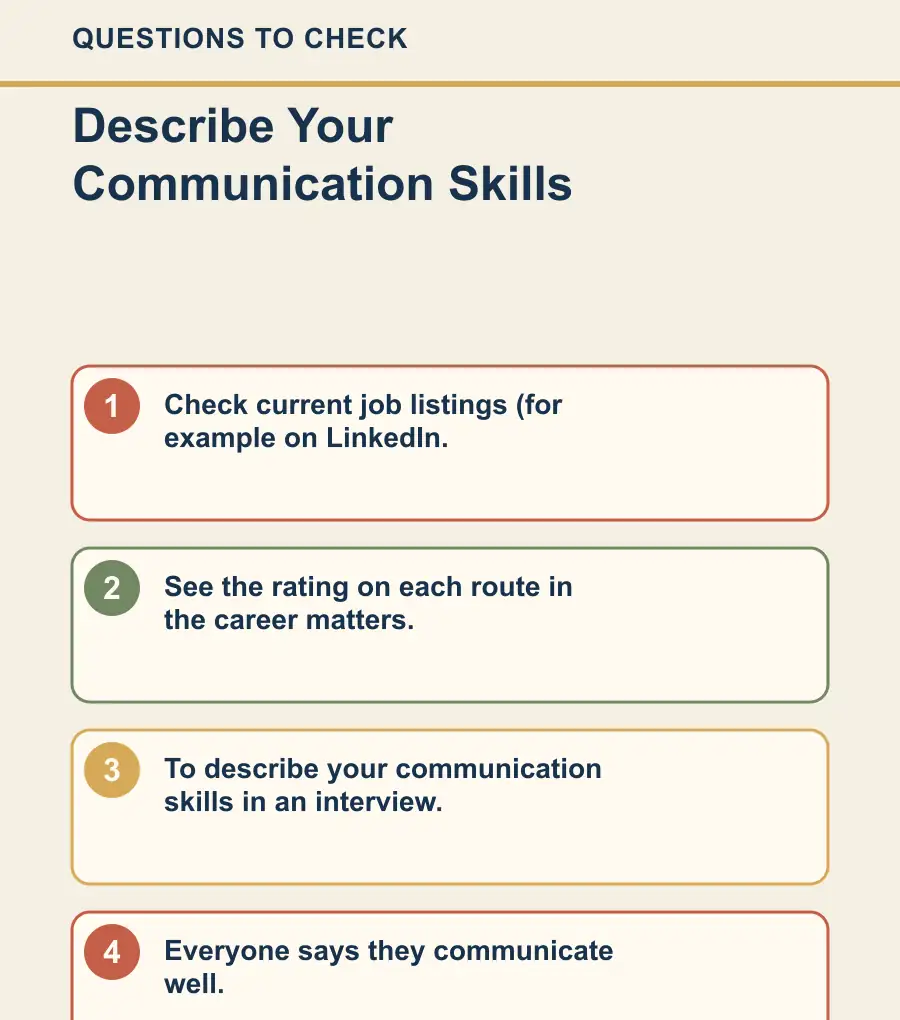 QUESTIONS TO CHECK
Describe Your
Communication Skills
1
Check current job listings (for
example on LinkedIn.
2
See the rating on each route in
the career matters.
3
To describe your communication
skills in an interview.
4
Everyone says they communicate
well.